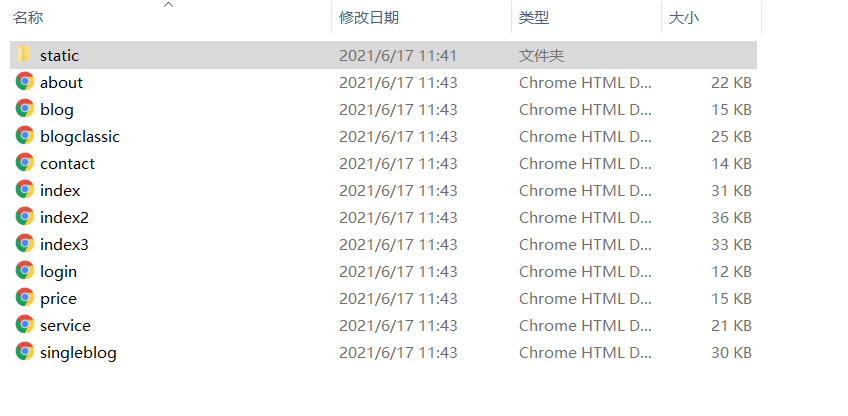 名称 修改日期 类型 大小
static 2021/6/17 11:41 文件夹
about 2021/6/17 11:43 Chrome HTML D... 22 KB
blog 2021/6/17 11:43 Chrome HTML D... 15 KB
blogclassic 2021/6/17 11:43 Chrome HTML D... 25 KB
contact 2021/6/17 11:43 Chrome HTML D... 14 KB
index 2021/6/17 11:43 Chrome HTML D... 31 KB
index2 2021/6/17 11:43 Chrome HTML D... 36 KB
index3 2021/6/17 11:43 Chrome HTML D... 33 KB
login 2021/6/17 11:43 Chrome HTML D... 12 KB
price 2021/6/17 11:43 Chrome HTML D... 15 KB
service 2021/6/17 11:43 Chrome HTML D... 21 KB
singleblog 2021/6/17 11:43 Chrome HTML D... 30 KB